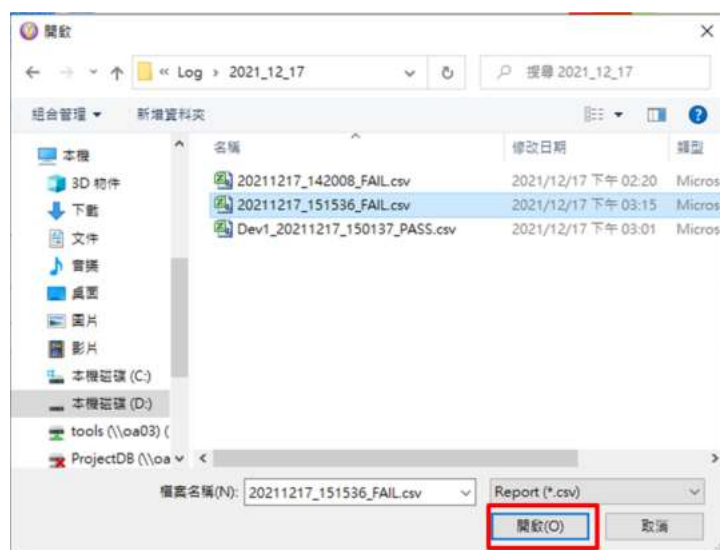 開啟
« Log › 2021_12_17
搜尋 2021_12_17
組合管理 新增資料夾
名稱 修改日期 類型
本機
3D 物件
下載
文件
音樂
桌面
圖片
影片
本機磁碟 (C:)
本機磁碟 (D:)
tools (\\oa03) (
ProjectDB (\\oa
20211217_142008_FAIL.csv 2021/12/17 下午 02:20 Micros
20211217_151536_FAIL.csv 2021/12/17 下午 03:15 Micros
Dev1_20211217_150137_PASS.csv 2021/12/17 下午 03:01 Micros
檔案名稱(N): 20211217_151536_FAIL.csv Report (*.csv)
開啟(O) 取消